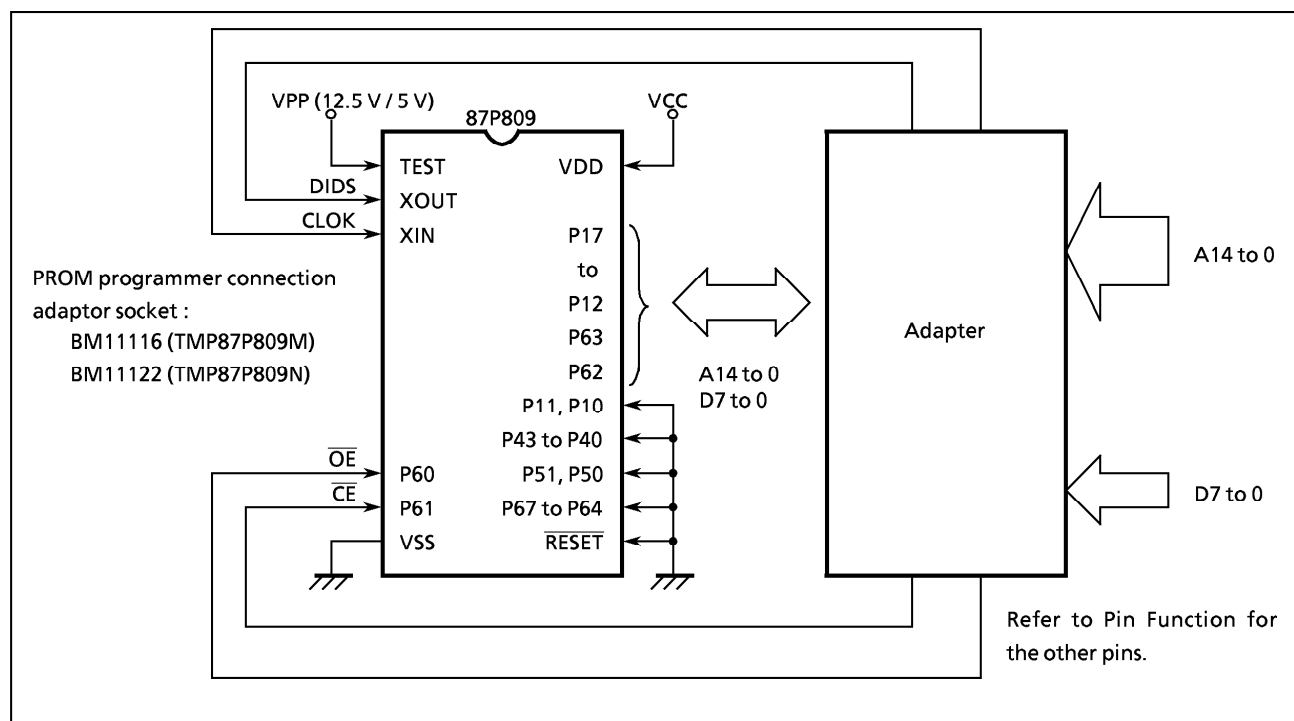 VPP (12.5 V / 5 V)
87P809
VCC
TEST
VDD
DIDS
XOUT
CLOK
XIN
P17
to
P12
P63
P62
A14 to 0
D7 to 0
P11, P10
P43 to P40
OE
P60
P51, P50
CE
P61
P67 to P64
VSS
RESET
PROM programmer connection
adaptor socket :
BM11116 (TMP87P809M)
BM11122 (TMP87P809N)
Adapter
A14 to 0
D7 to 0
Refer to Pin Function for
the other pins.